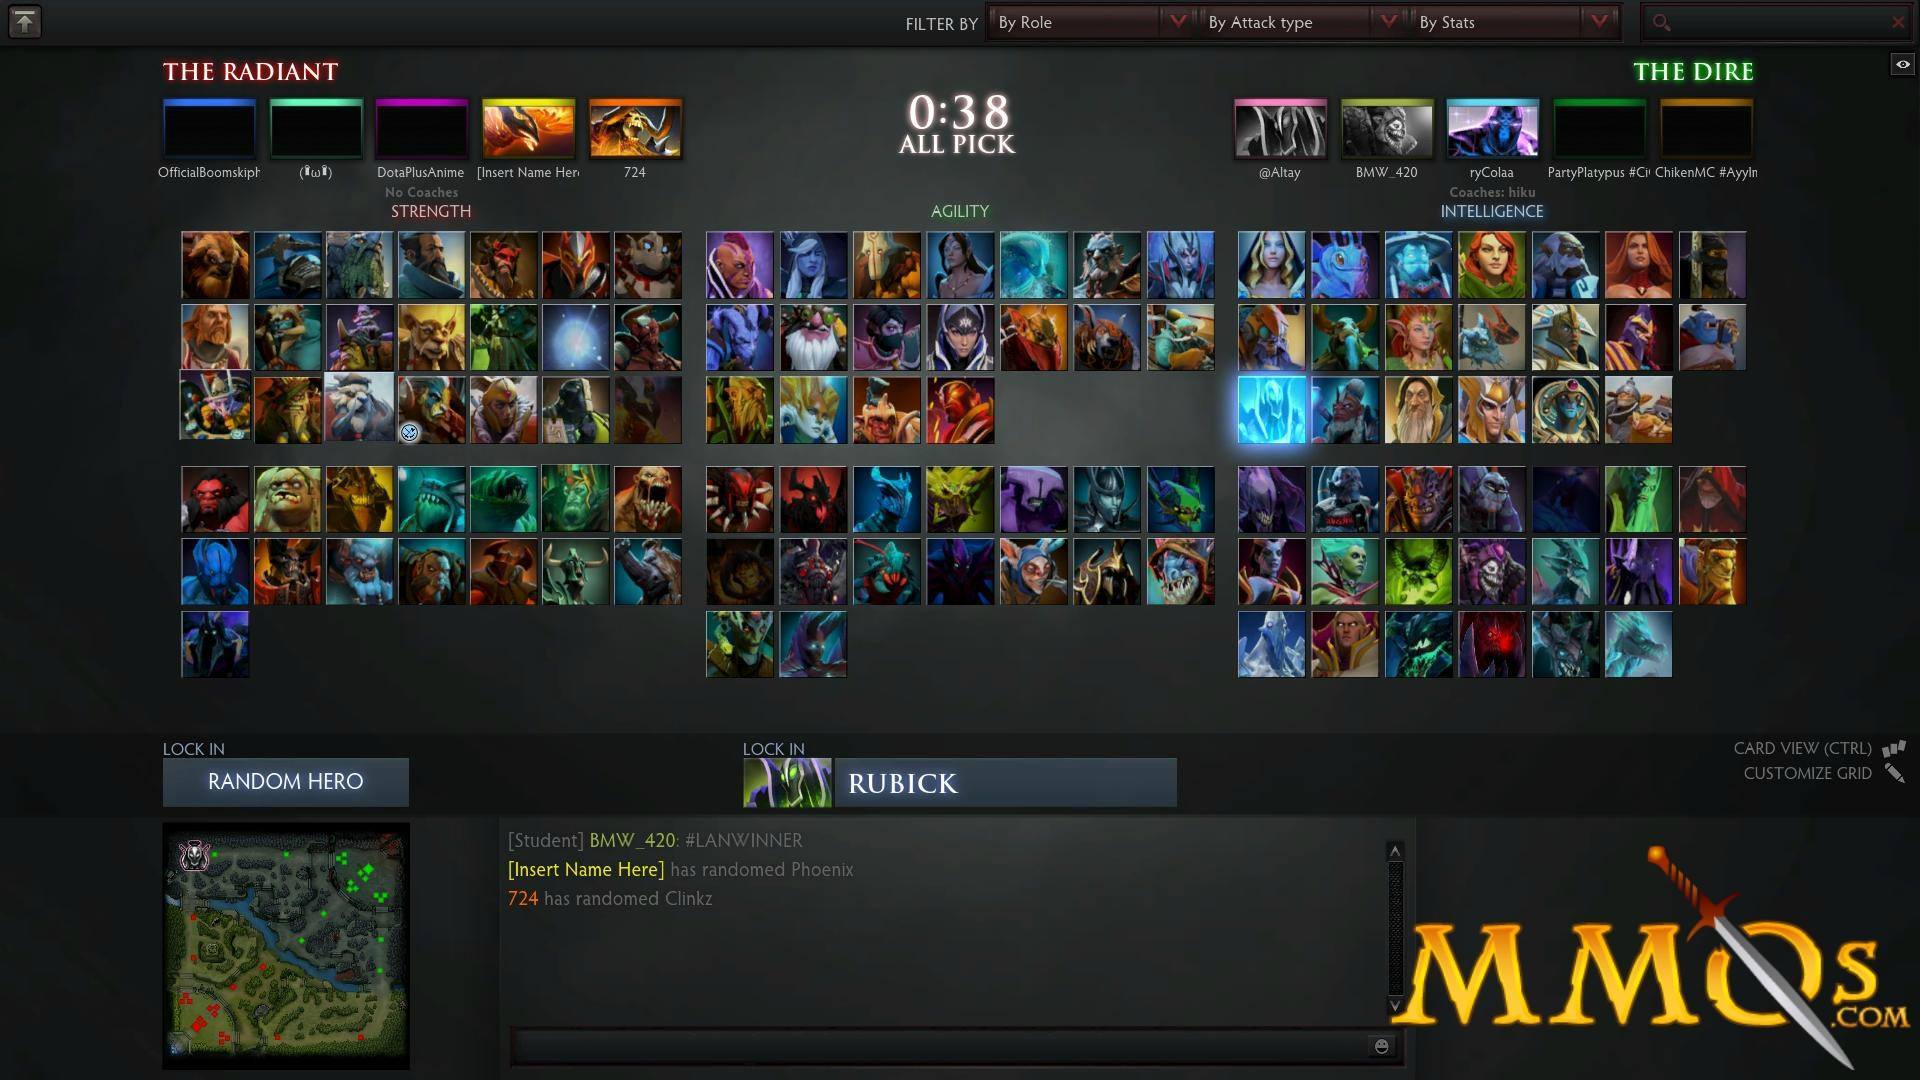 FILTER BY
By Role
By Attack type
By Stats
THE RADIANT
THE DIRE
0:38
ALL PICK
OfficialBoomskiph
DotaPlusAnime
[Insert Name Her
724
@Altay
BMW_420
ryColaa
PartyPlatypus #Ci
ChikenMC #AyyIn
No Coaches
Coaches: hiku
STRENGTH
AGILITY
INTELLIGENCE
LOCK IN
RANDOM HERO
LOCK IN
RUBICK
CARD VIEW (CTRL)
CUSTOMIZE GRID
[Student] BMW_420: #LANWINNER
[Insert Name Here] has randomed Phoenix
724 has randomed Clinkz
MMOs
.COM